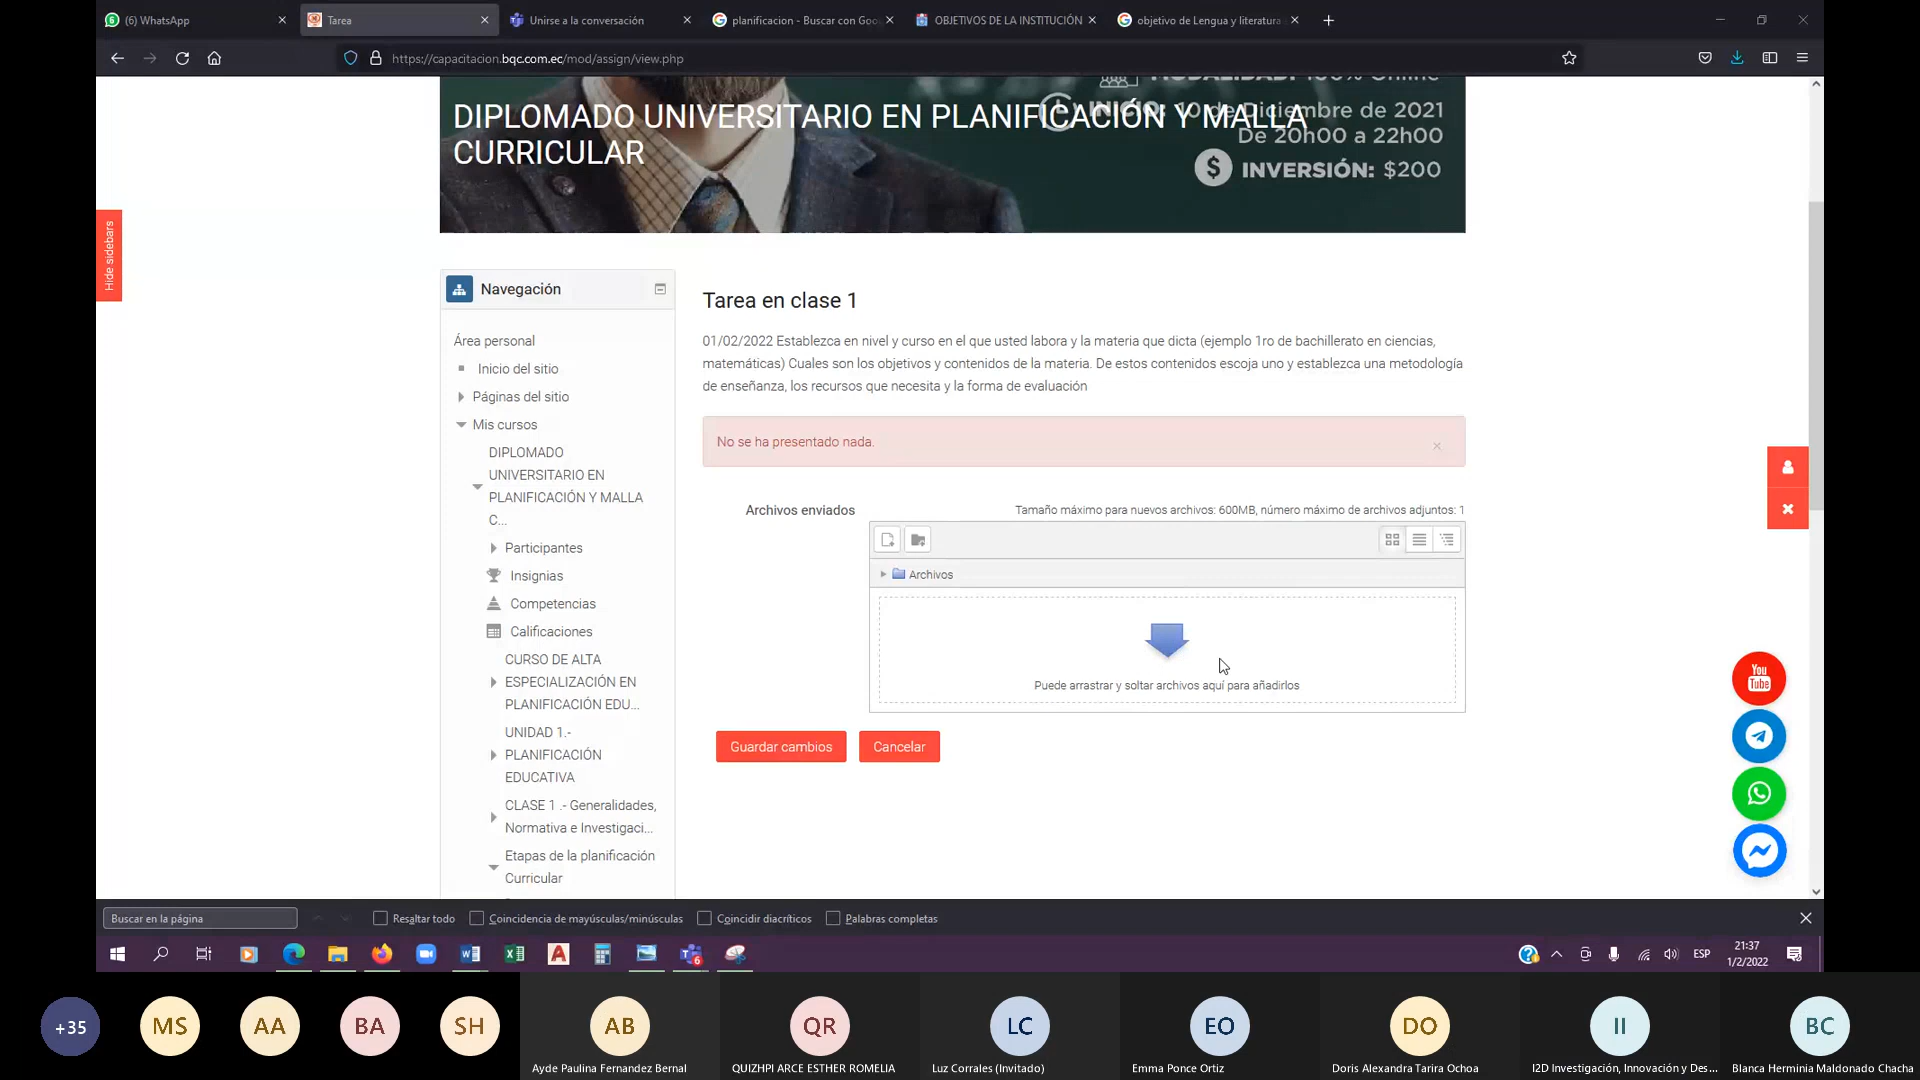 (6) WhatsApp
Tarea
Unirse a la conversación
planificacion - Buscar con Goo
OBJETIVOS DE LA INSTITUCIÓN
objetivo de Lengua y literatura
https://capacitacion.bqc.com.ec/mod/assign/view.php
MODALIDAD: 100% Online
INICIO: 10 de Diciembre de 2021
De 20h00 a 22h00
INVERSIÓN: $200
DIPLOMADO UNIVERSITARIO EN PLANIFICACIÓN Y MALLA
CURRICULAR
Hide sidebars
Navegación
Área personal
Inicio del sitio
Páginas del sitio
Mis cursos
DIPLOMADO
UNIVERSITARIO EN
PLANIFICACIÓN Y MALLA
C...
Participantes
Insignias
Competencias
Calificaciones
CURSO DE ALTA
ESPECIALIZACIÓN EN
PLANIFICACIÓN EDU...
UNIDAD 1.-
PLANIFICACIÓN
EDUCATIVA
CLASE 1 .- Generalidades,
Normativa e Investigaci...
Etapas de la planificación
Curricular
Tarea en clase 1
01/02/2022 Establezca en nivel y curso en el que usted labora y la materia que dicta (ejemplo 1ro de bachillerato en ciencias,
matemáticas) Cuales son los objetivos y contenidos de la materia. De estos contenidos escoja uno y establezca una metodología
de enseñanza, los recursos que necesita y la forma de evaluación
No se ha presentado nada.
×
Archivos enviados
Tamaño máximo para nuevos archivos: 600MB, número máximo de archivos adjuntos: 1
Archivos
Puede arrastrar y soltar archivos aquí para añadirlos
Guardar cambios
Cancelar
You
Tube
Buscar en la página
Resaltar todo
Coincidencia de mayúsculas/minúsculas
Coincidir diacríticos
Palabras completas
ESP
21:37
1/2/2022
+35
MS
AA
BA
SH
AB
Ayde Paulina Fernandez Bernal
QR
QUIZHPI ARCE ESTHER ROMELIA
LC
Luz Corrales (Invitado)
EO
Emma Ponce Ortiz
DO
Doris Alexandra Tarira Ochoa
II
I2D Investigación, Innovación y Des...
BC
Blanca Herminia Maldonado Chacha